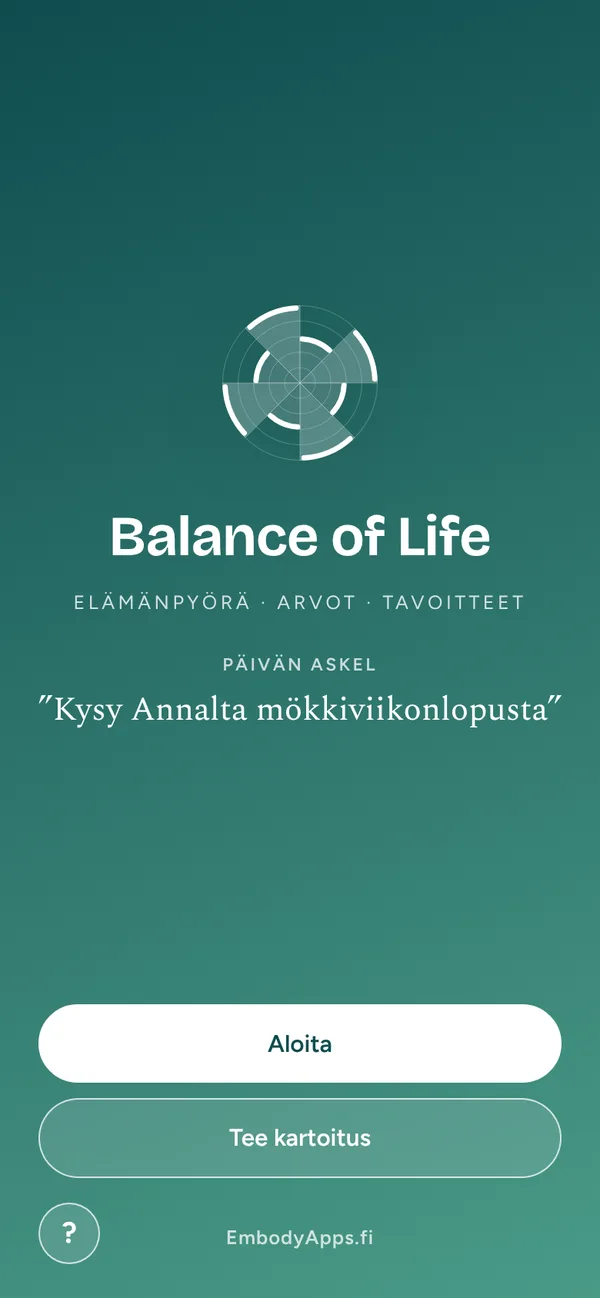 Balance of Life
ELÄMÄNPYÖRÄ · ARVOT · TAVOITTEET
PÄIVÄN ASKEL
”Kysy Annalta mökkiviikonlopusta”
Aloita
Tee kartoitus
?
EmbodyApps.fi